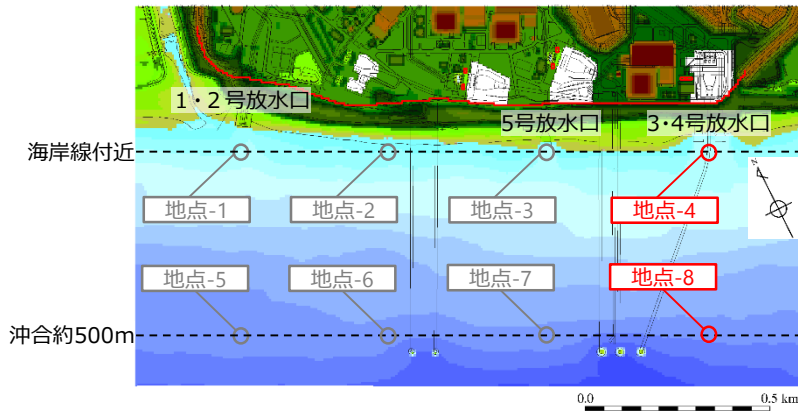 1・2号放水口
5号放水口
3・4号放水口
海岸線付近
地点-1
地点-2
地点-3
地点-4
N
地点-5
地点-6
地点-7
地点-8
沖合約500m
0.0
0.5 km